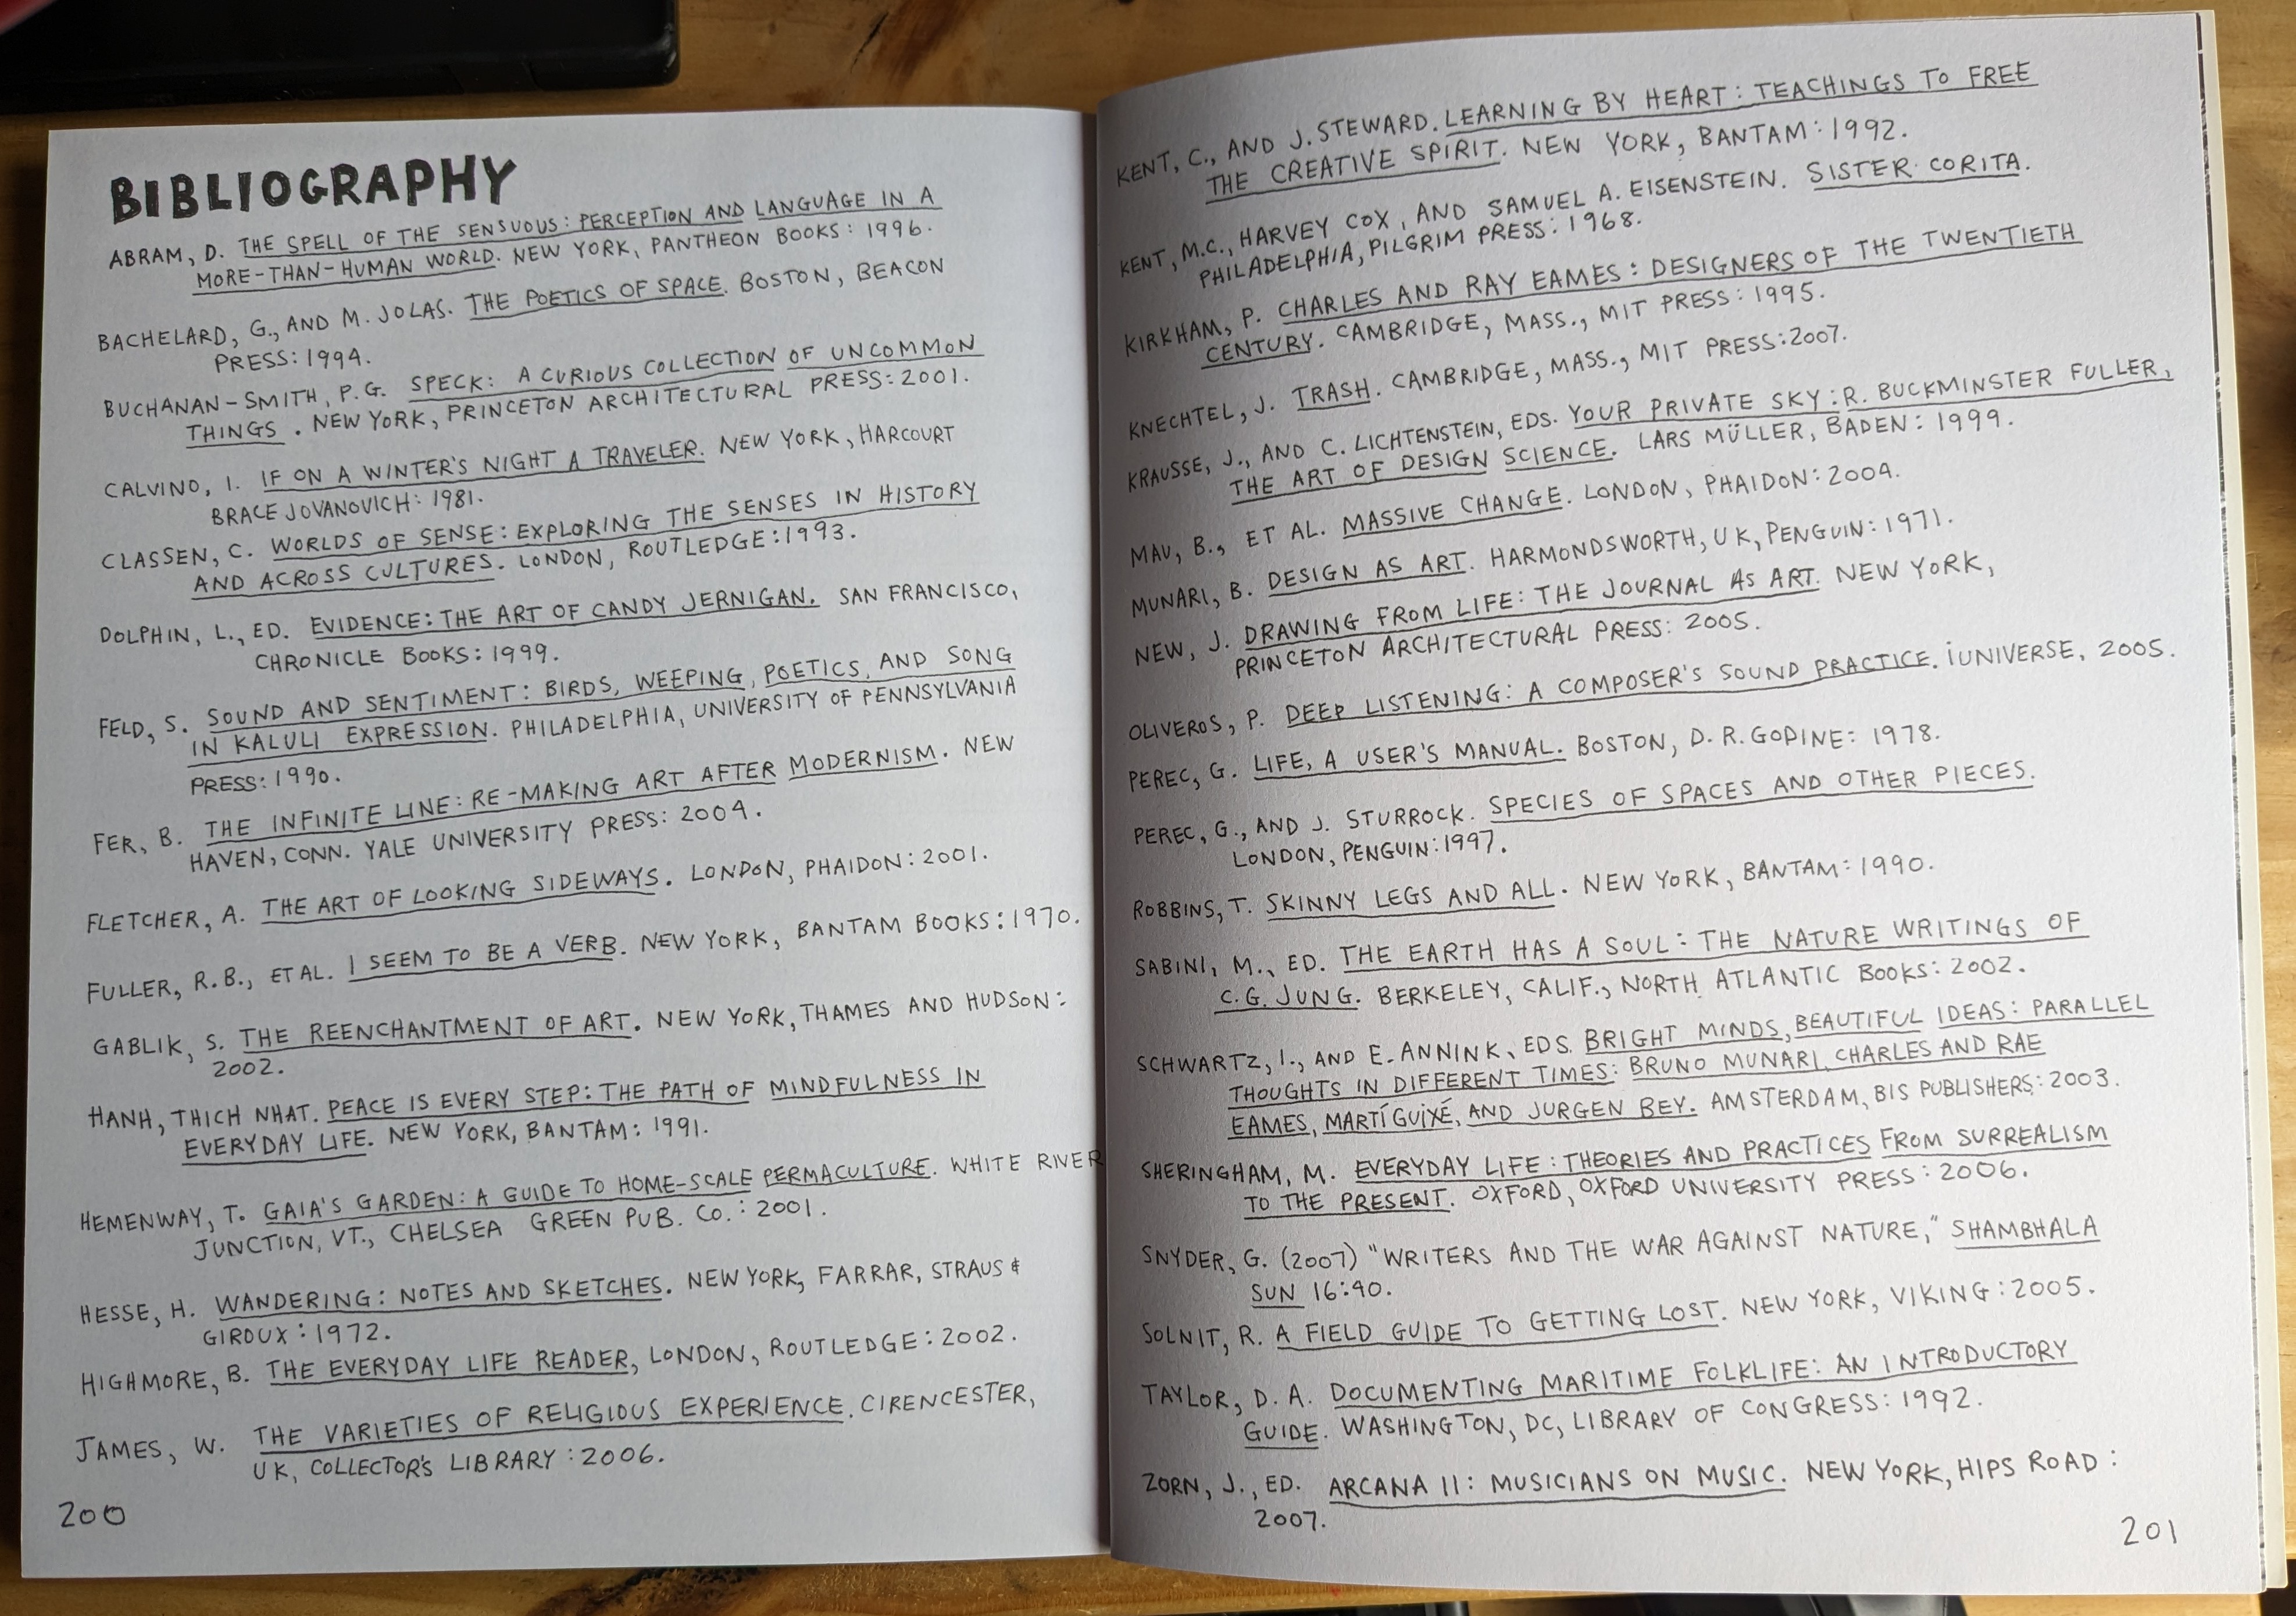 BIBLIOGRAPHY
ABRAM, D. THE SPELL OF THE SENSUOUS: PERCEPTION AND LANGUAGE IN A
MORE-THAN-HUMAN WORLD. NEW YORK, PANTHEON BOOKS: 1996.
BACHELARD, G., AND M. JOLAS. THE POETICS OF SPACE. BOSTON, BEACON
PRESS: 1994.
BUCHANAN-SMITH, P.G. SPECK: A CURIOUS COLLECTION OF UNCOMMON
THINGS. NEW YORK, PRINCETON ARCHITECTURAL PRESS: 2001.
CALVINO, I. IF ON A WINTER'S NIGHT A TRAVELER. NEW YORK, HARCOURT
BRACE JOVANOVICH: 1981.
CLASSEN, C. WORLDS OF SENSE: EXPLORING THE SENSES IN HISTORY
AND ACROSS CULTURES. LONDON, ROUTLEDGE: 1993.
DOLPHIN, L., ED. EVIDENCE: THE ART OF CANDY JERNIGAN. SAN FRANCISCO,
CHRONICLE BOOKS: 1999.
FELD, S. SOUND AND SENTIMENT: BIRDS, WEEPING, POETICS, AND SONG
IN KALULI EXPRESSION. PHILADELPHIA, UNIVERSITY OF PENNSYLVANIA
PRESS: 1990.
FER, B. THE INFINITE LINE: RE-MAKING ART AFTER MODERNISM. NEW
HAVEN, CONN. YALE UNIVERSITY PRESS: 2004.
FLETCHER, A. THE ART OF LOOKING SIDEWAYS. LONDON, PHAIDON: 2001.
FULLER, R.B., ET AL. I SEEM TO BE A VERB. NEW YORK, BANTAM BOOKS: 1970.
GABLIK, S. THE REENCHANTMENT OF ART. NEW YORK, THAMES AND HUDSON:
2002.
HANH, THICH NHAT. PEACE IS EVERY STEP: THE PATH OF MINDFULNESS IN
EVERYDAY LIFE. NEW YORK, BANTAM: 1991.
HEMENWAY, T. GAIA'S GARDEN: A GUIDE TO HOME-SCALE PERMACULTURE. WHITE RIVER
JUNCTION, VT., CHELSEA GREEN PUB. CO.: 2001.
HESSE, H. WANDERING: NOTES AND SKETCHES. NEW YORK, FARRAR, STRAUS &
GIROUX: 1972.
HIGHMORE, B. THE EVERYDAY LIFE READER, LONDON, ROUTLEDGE: 2002.
JAMES, W. THE VARIETIES OF RELIGIOUS EXPERIENCE. CIRENCESTER,
UK, COLLECTOR'S LIBRARY: 2006.
200
KENT, C., AND J. STEWARD. LEARNING BY HEART: TEACHINGS TO FREE
THE CREATIVE SPIRIT. NEW YORK, BANTAM: 1992.
KENT, M.C., HARVEY COX, AND SAMUEL A. EISENSTEIN. SISTER CORITA.
PHILADELPHIA, PILGRIM PRESS: 1968.
KIRKHAM, P. CHARLES AND RAY EAMES: DESIGNERS OF THE TWENTIETH
CENTURY. CAMBRIDGE, MASS., MIT PRESS: 1995.
KNECHTEL, J. TRASH. CAMBRIDGE, MASS., MIT PRESS: 2007.
KRAUSSE, J., AND C. LICHTENSTEIN, EDS. YOUR PRIVATE SKY: R. BUCKMINSTER FULLER,
THE ART OF DESIGN SCIENCE. LARS MÜLLER, BADEN: 1999.
MAU, B., ET AL. MASSIVE CHANGE. LONDON, PHAIDON: 2004.
MUNARI, B. DESIGN AS ART. HARMONDSWORTH, UK, PENGUIN: 1971.
NEW, J. DRAWING FROM LIFE: THE JOURNAL AS ART. NEW YORK,
PRINCETON ARCHITECTURAL PRESS: 2005.
OLIVEROS, P. DEEP LISTENING: A COMPOSER'S SOUND PRACTICE. iUNIVERSE, 2005.
PEREC, G. LIFE, A USER'S MANUAL. BOSTON, D.R. GODINE: 1978.
PEREC, G., AND J. STURROCK. SPECIES OF SPACES AND OTHER PIECES.
LONDON, PENGUIN: 1997.
ROBBINS, T. SKINNY LEGS AND ALL. NEW YORK, BANTAM: 1990.
SABINI, M., ED. THE EARTH HAS A SOUL: THE NATURE WRITINGS OF
C.G. JUNG. BERKELEY, CALIF., NORTH ATLANTIC BOOKS: 2002.
SCHWARTZ, I., AND E. ANNINK, EDS. BRIGHT MINDS, BEAUTIFUL IDEAS: PARALLEL
THOUGHTS IN DIFFERENT TIMES: BRUNO MUNARI, CHARLES AND RAE
EAMES, MARTÍ GUIXÉ, AND JURGEN BEY. AMSTERDAM, BIS PUBLISHERS: 2003.
SHERINGHAM, M. EVERYDAY LIFE: THEORIES AND PRACTICES FROM SURREALISM
TO THE PRESENT. OXFORD, OXFORD UNIVERSITY PRESS: 2006.
SNYDER, G. (2007) "WRITERS AND THE WAR AGAINST NATURE," SHAMBHALA
SUN 16:40.
SOLNIT, R. A FIELD GUIDE TO GETTING LOST. NEW YORK, VIKING: 2005.
TAYLOR, D. A. DOCUMENTING MARITIME FOLKLIFE: AN INTRODUCTORY
GUIDE. WASHINGTON, DC, LIBRARY OF CONGRESS: 1992.
ZORN, J., ED. ARCANA II: MUSICIANS ON MUSIC. NEW YORK, HIPS ROAD:
2007.
201